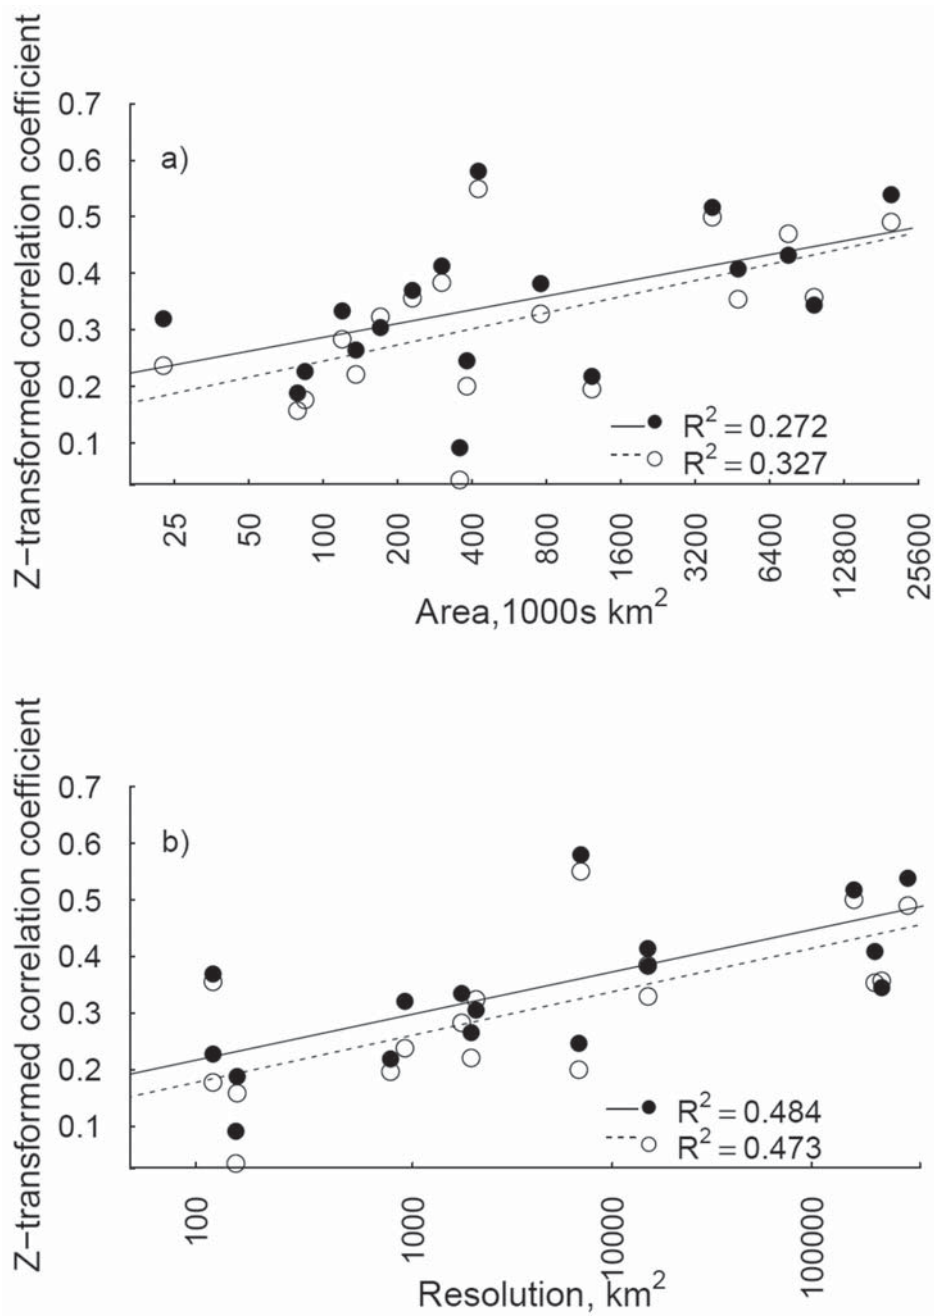 Z-transformed correlation coefficient
0.7
0.6
0.5
0.4
0.3
0.2
0.1
a)
R² = 0.272
R² = 0.327
25
50
100
200
400
800
1600
3200
6400
12800
25600
Area,1000s km²
Z-transformed correlation coefficient
0.7
0.6
0.5
0.4
0.3
0.2
0.1
b)
R² = 0.484
R² = 0.473
100
1000
10000
1000000
Resolution, km²